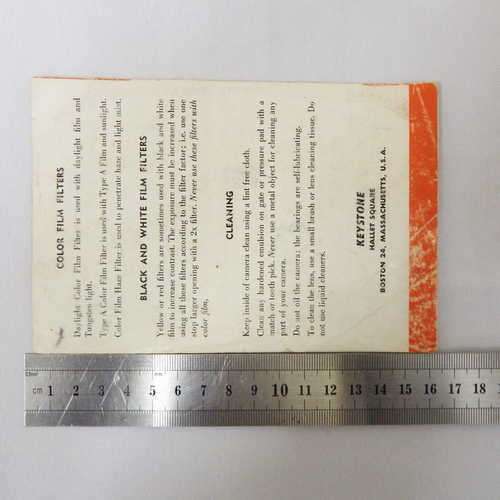 COLOR FILM FILTERS
Daylight Color Film Filter is used with daylight film and
Tungsten light.
Type A Color Film Filter is used with Type A Film and sunlight.
Color Film Haze Filter is used to penetrate haze and light mist.
BLACK AND WHITE FILM FILTERS
Yellow or red filters are sometimes used with black and white
film to increase contrast. The exposure must be increased when
using all these filters according to the filter factor; i.e. use one
stop larger opening with a 2x filter. Never use these filters with
color film,
CLEANING
Keep inside of camera clean using a lint free cloth.
Clean any hardened emulsion on gate or pressure pad with a
match or tooth pick. Never use a metal object for cleaning any
part of your camera.
Do not oil the camera; the bearings are self-lubricating.
To clean the lens, use a small brush or lens cleaning tissue. Do
not use liquid cleaners.
KEYSTONE
HALLET SQUARE
BOSTON 24, MASSACHUSETTS, U.S.A.
cm 1 2 3 4 5 6 7 8 9 10 11 12 13 14 15 16 17 18